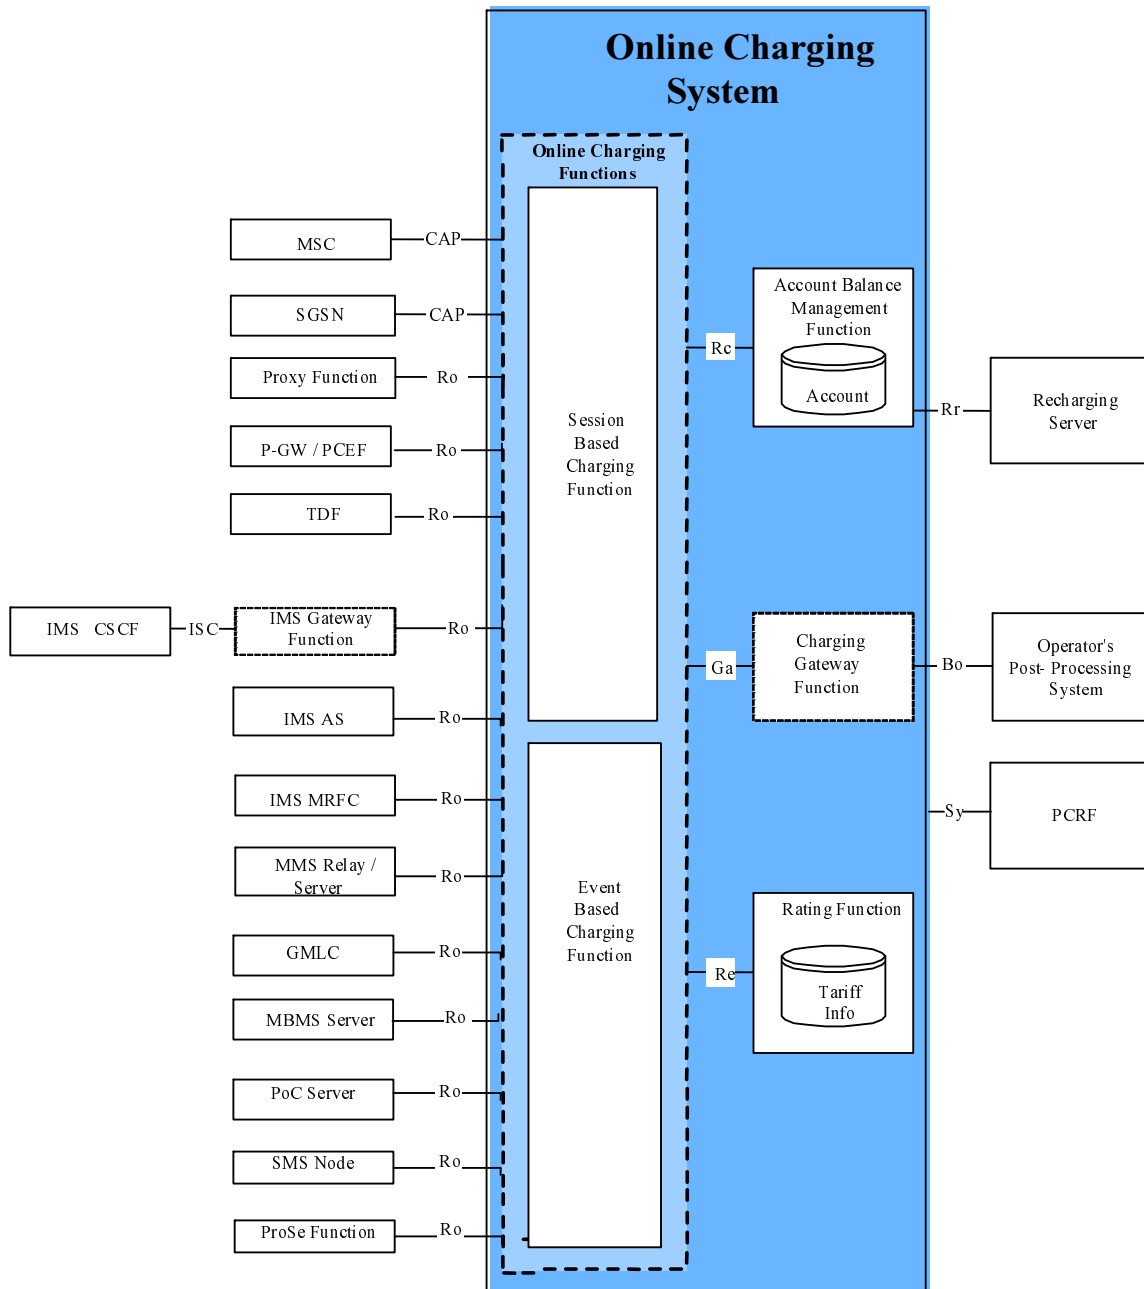 Online Charging
System
Online Charging
Functions
MSC
CAP
SGSN
CAP
Proxy Function
Ro
P-GW / PCEF
Ro
TDF
Ro
IMS CSCF
ISC
IMS Gateway
Function
Ro
IMS AS
Ro
IMS MRFC
Ro
MMS Relay /
Server
Ro
GMLC
Ro
MBMS Server
Ro
PoC Server
Ro
SMS Node
Ro
ProSe Function
Ro
Session
Based
Charging
Function
Event
Based
Charging
Function
Rc
Account Balance
Management
Function
Account
Rr
Recharging
Server
Ga
Charging
Gateway
Function
Bo
Operator's
Post- Processing
System
Sy
PCRF
Re
Rating Function
Tariff
Info